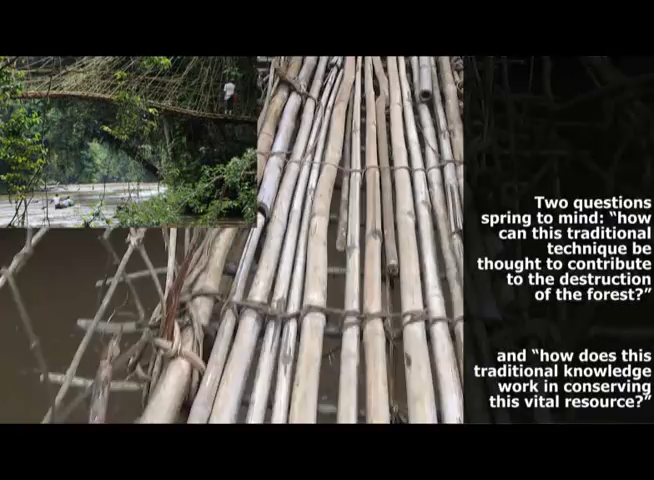 Two questions
spring to mind: “how
can this traditional
technique be
thought to contribute
to the destruction
of the forest?”
and “how does this
traditional knowledge
work in conserving
this vital resource?”